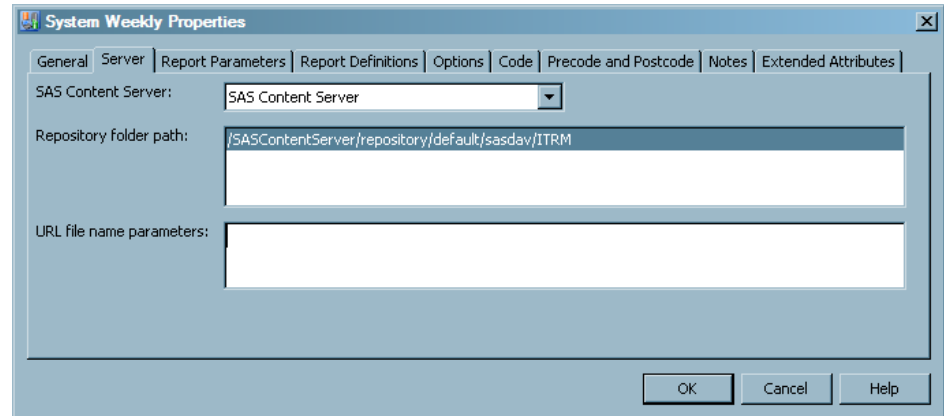 System Weekly Properties
General Server Report Parameters Report Definitions Options Code Precode and Postcode Notes Extended Attributes
SAS Content Server: SAS Content Server
Repository folder path: /SASContentServer/repository/default/sasdav/ITRM
URL file name parameters:
OK Cancel Help